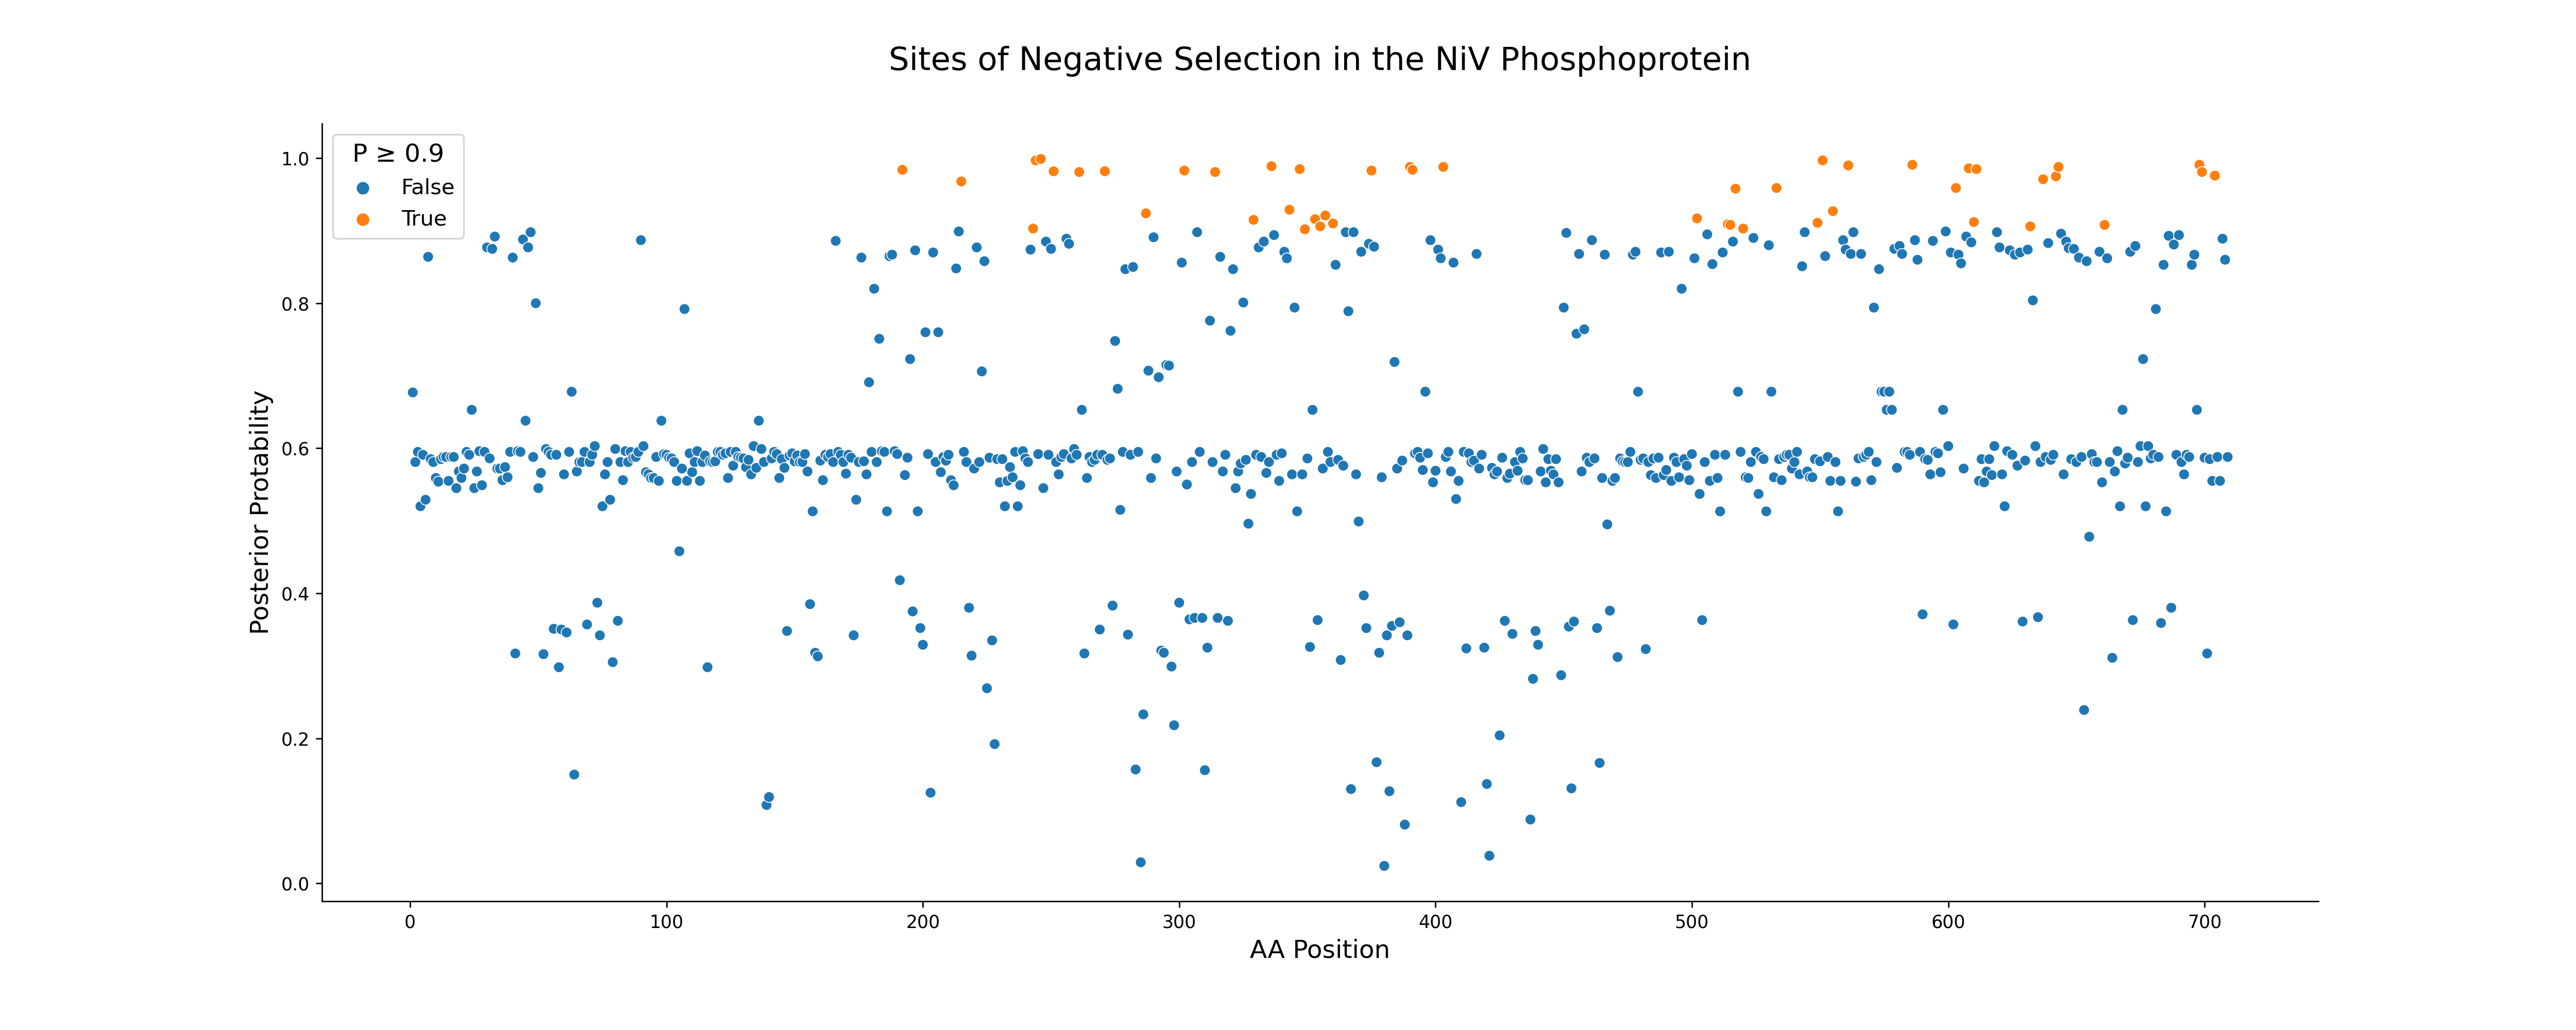 Sites of Negative Selection in the NiV Phosphoprotein
P ≥ 0.9
False
True
1.0
0.8
0.6
0.4
0.2
0.0
Posterior Protability
0 100 200 300 400 500 600 700
AA Position